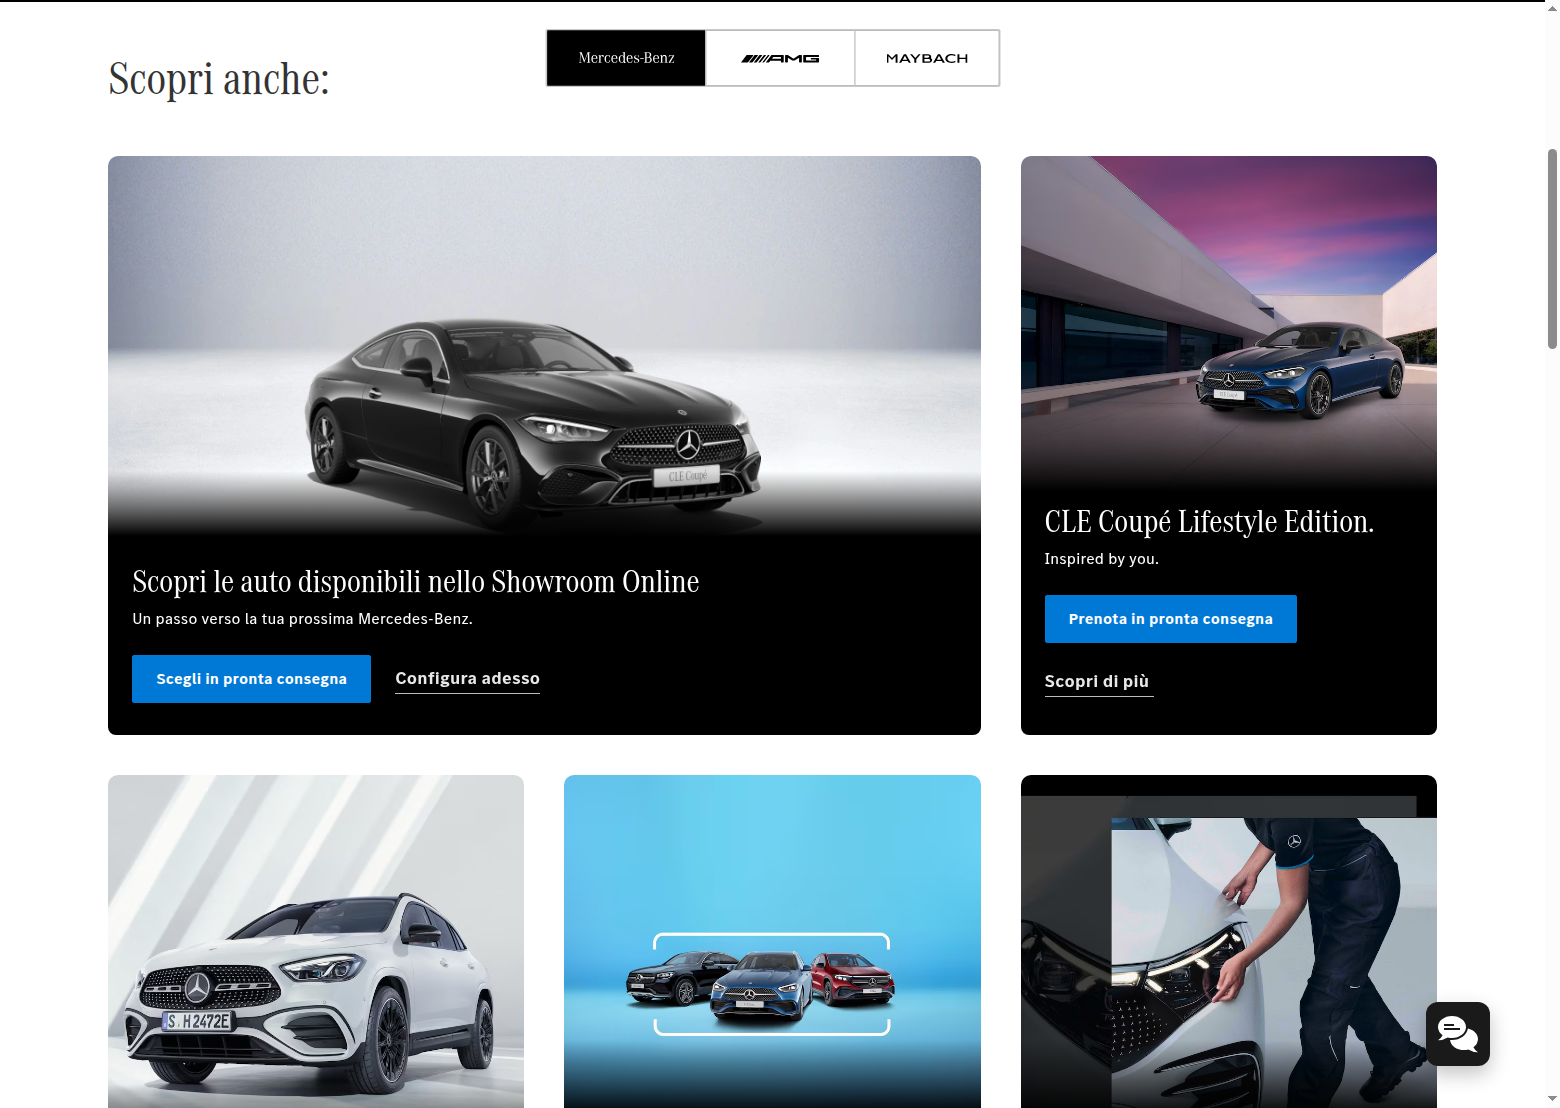 Scopri anche:
Mercedes-Benz
AMG
MAYBACH
CLE Coupé
Scopri le auto disponibili nello Showroom Online
Un passo verso la tua prossima Mercedes-Benz.
Scegli in pronta consegna
Configura adesso
CLE Coupé
CLE Coupé Lifestyle Edition.
Inspired by you.
Prenota in pronta consegna
Scopri di più
S H 2472E